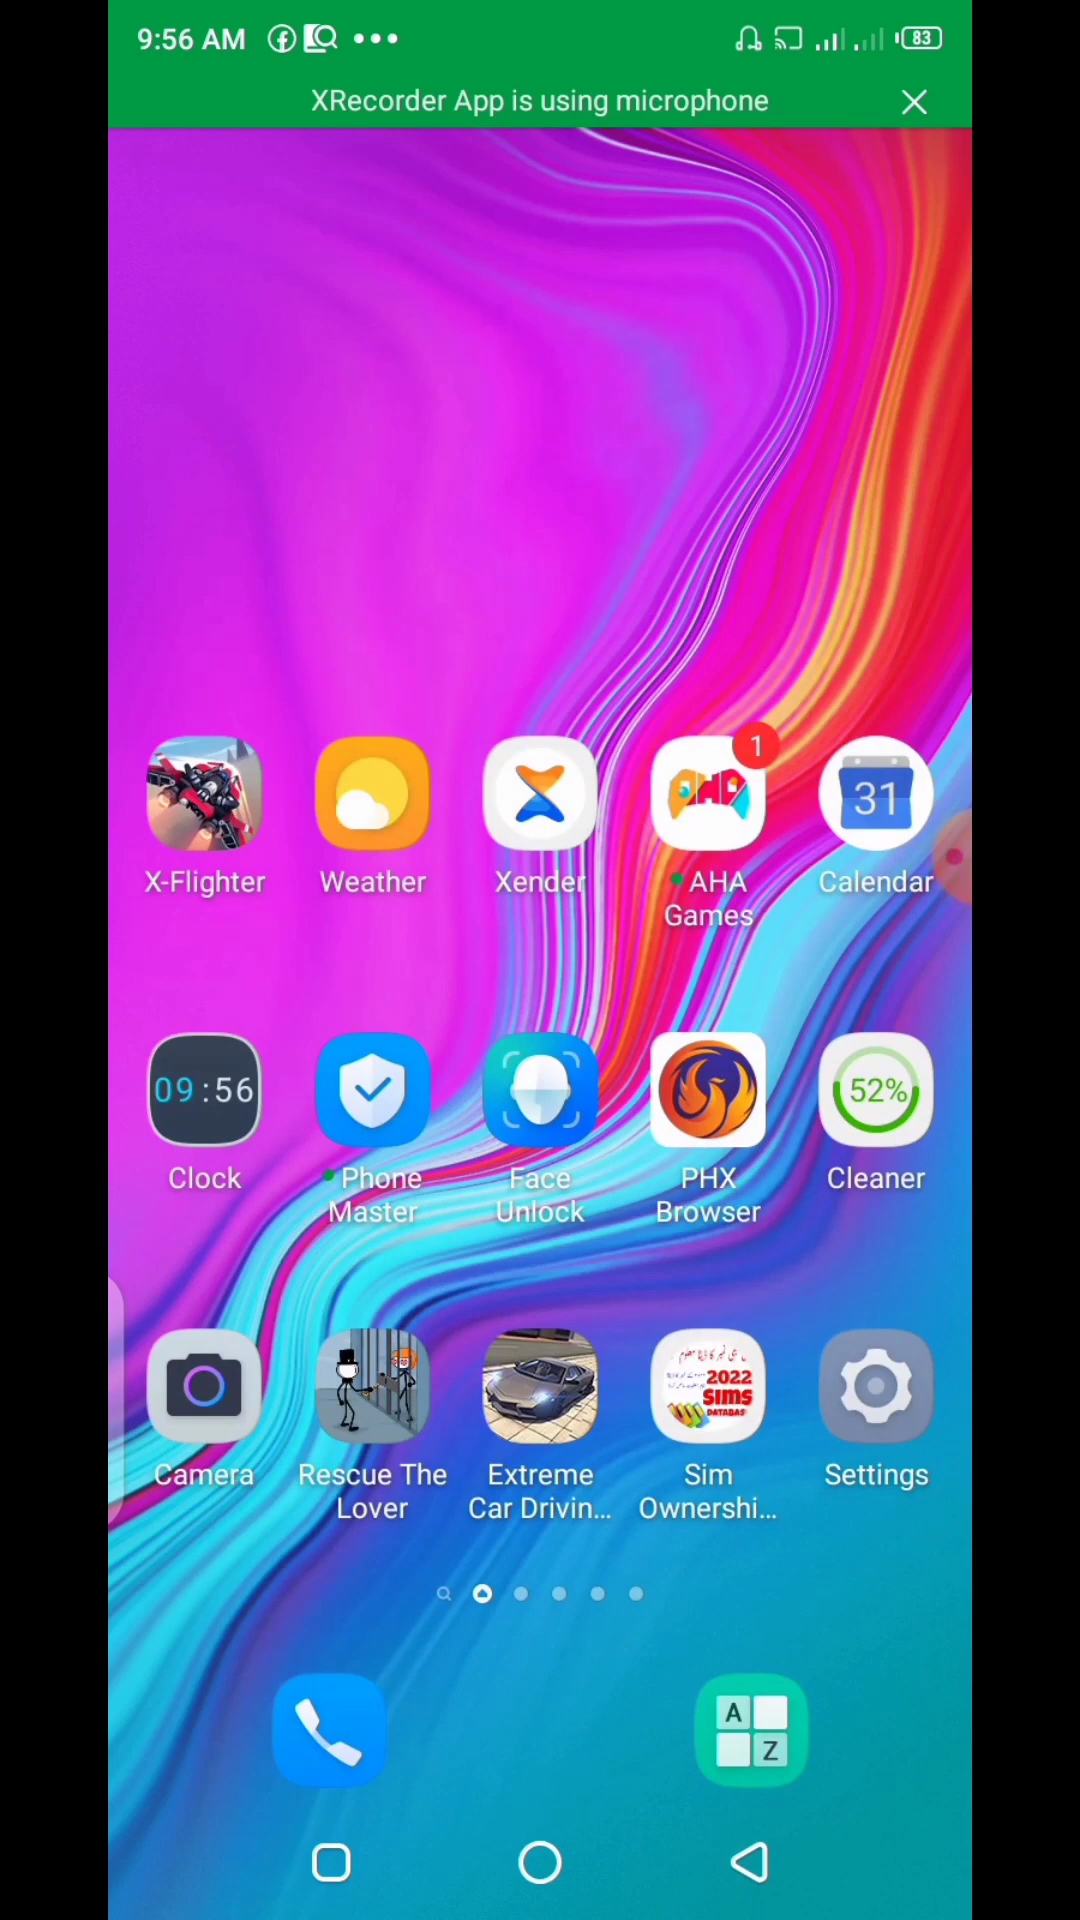 9:56 AM
83
XRecorder App is using microphone
1
31
X-Flighter
Weather
Xender
AHA
Games
Calendar
09:56
52%
Clock
Phone
Master
Face
Unlock
PHX
Browser
Cleaner
2022
SIMS
DATABAS
Camera
Rescue The
Lover
Extreme
Car Drivin...
Sim
Ownershi...
Settings
A
Z